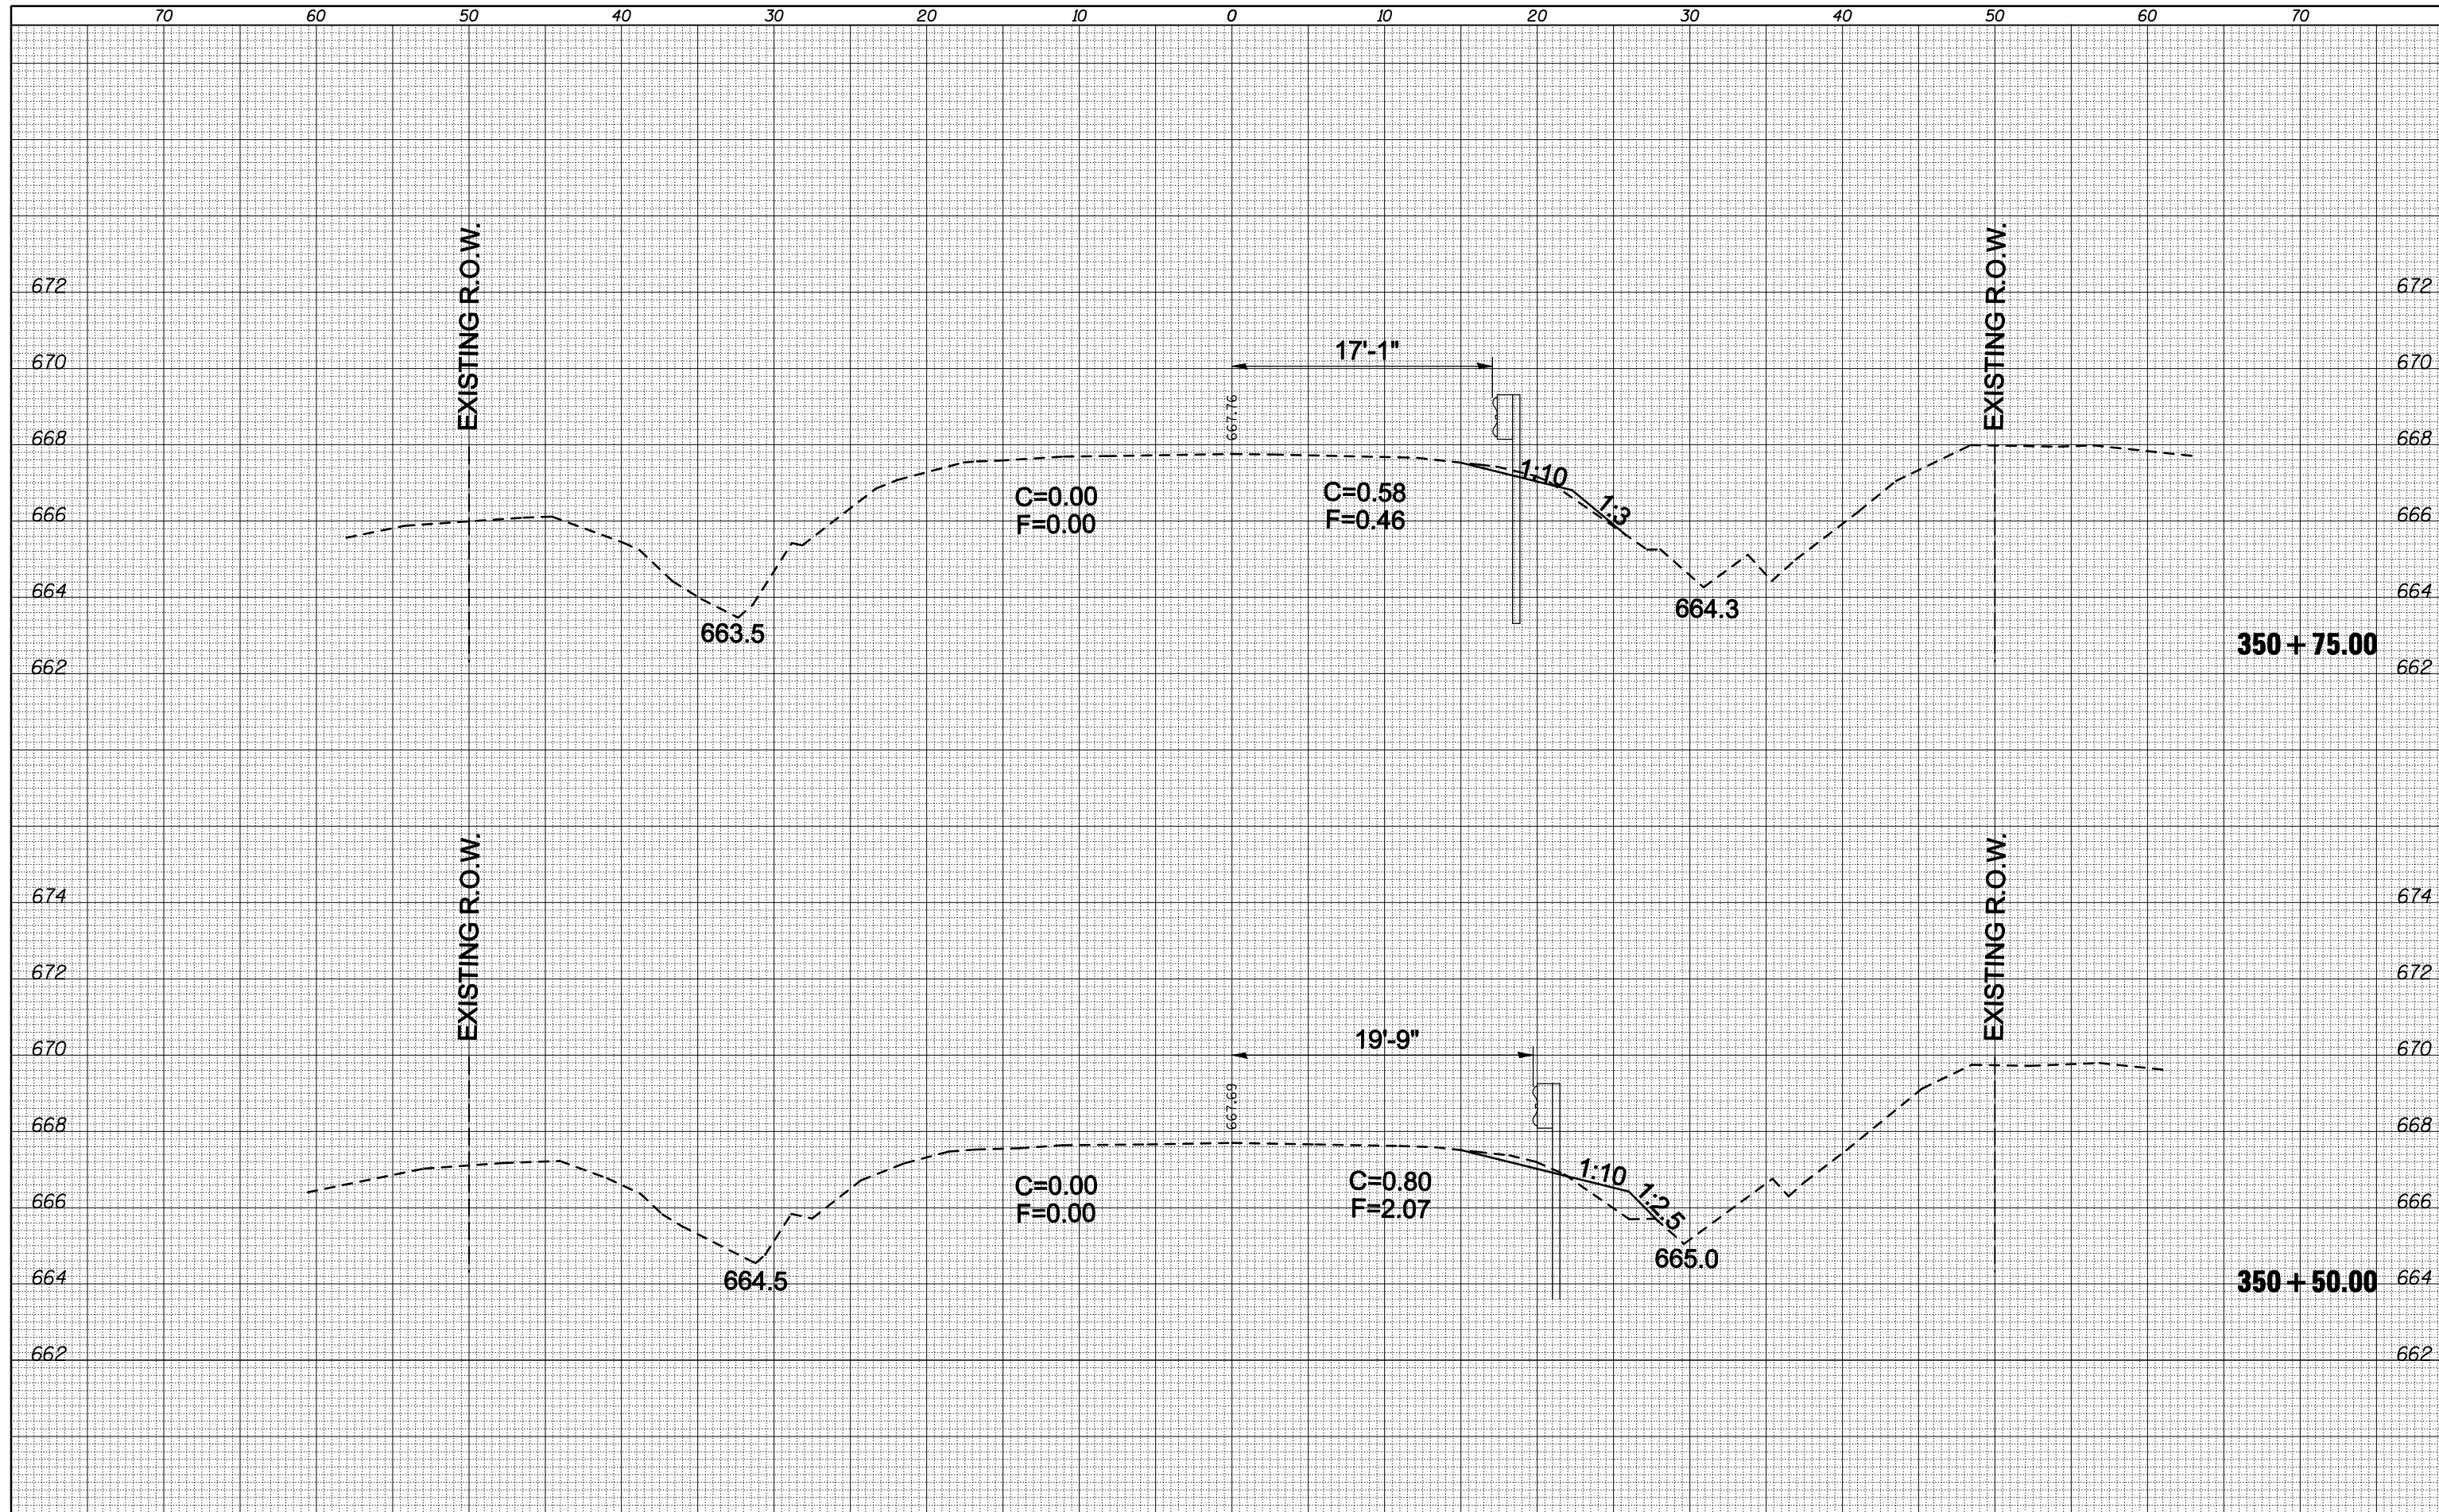 70 60 50 40 30 20 10 0 10 20 30 40 50 60 70
EXISTING R.O.W.
EXISTING R.O.W.
672 672
670 17'-1" 670
667.76
668 668
1:10
C=0.00 C=0.58
1:3
666 F=0.00 F=0.46 666
664 664.3 664
663.5
350 + 75.00
662 662
EXISTING R.O.W.
EXISTING R.O.W.
674 674
672 672
670 19'-9" 670
667.69
668 668
1:10
C=0.00 C=0.80
1:2.5
666 F=0.00 F=2.07 666
665.0
664 664.5 350 + 50.00 664
662 662